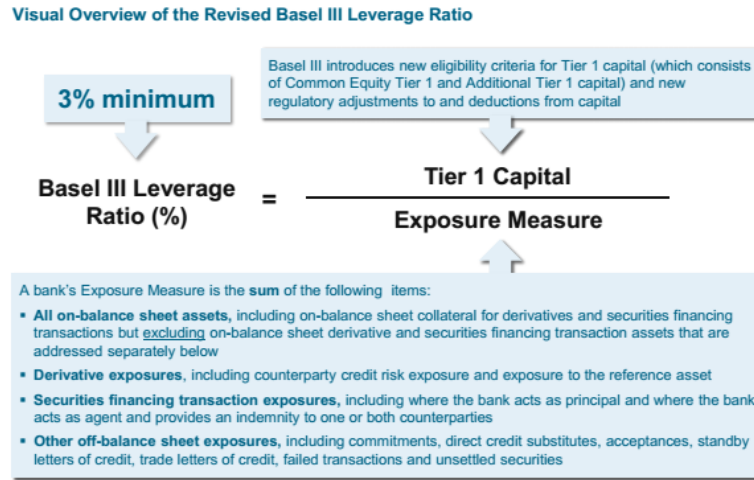 Visual Overview of the Revised Basel III Leverage Ratio
Basel III introduces new eligibility criteria for Tier 1 capital (which consists
of Common Equity Tier 1 and Additional Tier 1 capital) and new
regulatory adjustments to and deductions from capital
3% minimum
Tier 1 Capital
Basel III Leverage
Ratio (%)
=
Exposure Measure
A bank's Exposure Measure is the sum of the following items:
▪ All on-balance sheet assets, including on-balance sheet collateral for derivatives and securities financing
transactions but excluding on-balance sheet derivative and securities financing transaction assets that are
addressed separately below
▪ Derivative exposures, including counterparty credit risk exposure and exposure to the reference asset
▪ Securities financing transaction exposures, including where the bank acts as principal and where the bank
acts as agent and provides an indemnity to one or both counterparties
▪ Other off-balance sheet exposures, including commitments, direct credit substitutes, acceptances, standby
letters of credit, trade letters of credit, failed transactions and unsettled securities